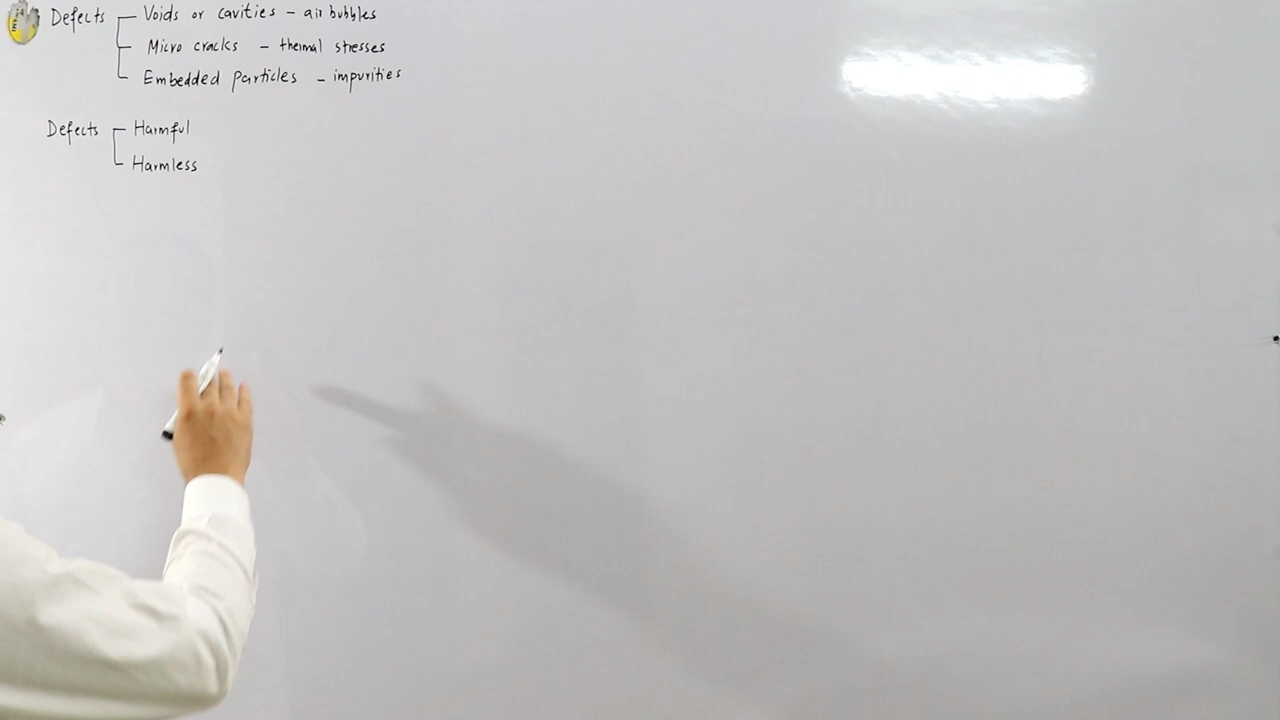 Defects Voids or cavities - air bubbles
Micro cracks - thermal stresses
Embedded Particles - impurities
Defects Harmful
Harmless